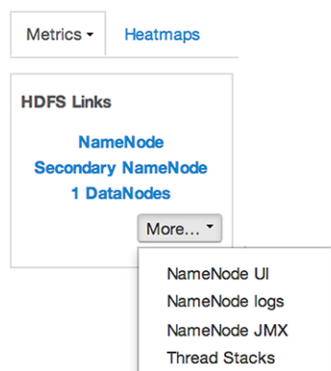 Metrics Heatmaps
HDFS Links
NameNode
Secondary NameNode
1 DataNodes
More...
NameNode UI
NameNode logs
NameNode JMX
Thread Stacks